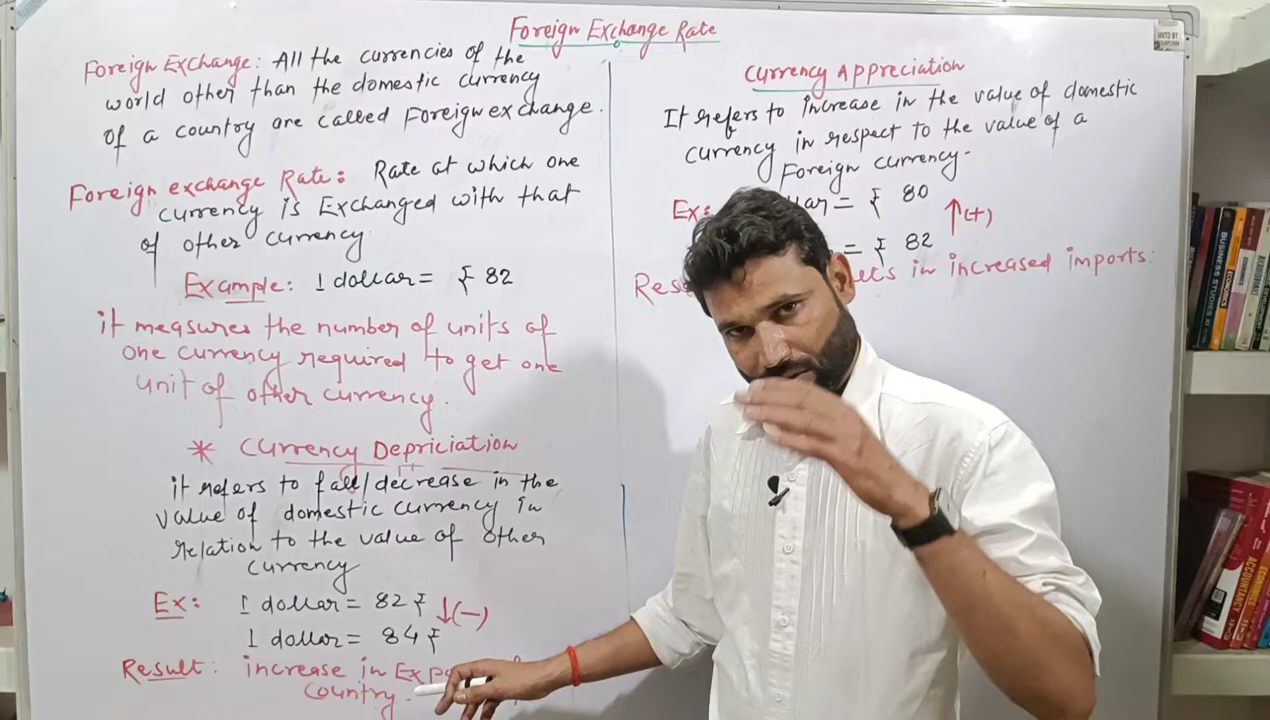 Foreign Exchange Rate
Foreign Exchange: All the currencies of the
world other than the domestic currency
of a country are called Foreign exchange.
Foreign exchange Rate: Rate at which one
currency is Exchanged with that
of other currency
Example: 1 dollar = ₹ 82
it measures the number of units of
one currency required to get one
unit of other currency.
* Currency Depriciation
it refers to fall/decrease in the
value of domestic currency in
relation to the value of other
currency
Ex: 1 dollar = 82 ₹ ↓(-)
1 dollar = 84 ₹
Result: increase in
country.
Currency Appreciation
It refers to increase in the value of domestic
currency in respect to the value of a
Foreign currency.
Ex: = ₹ 80 ↑(+)
= ₹ 82
in increased imports.
BUSINESS STUDIES XI
ECONOMICS
ACCOUNTANCY